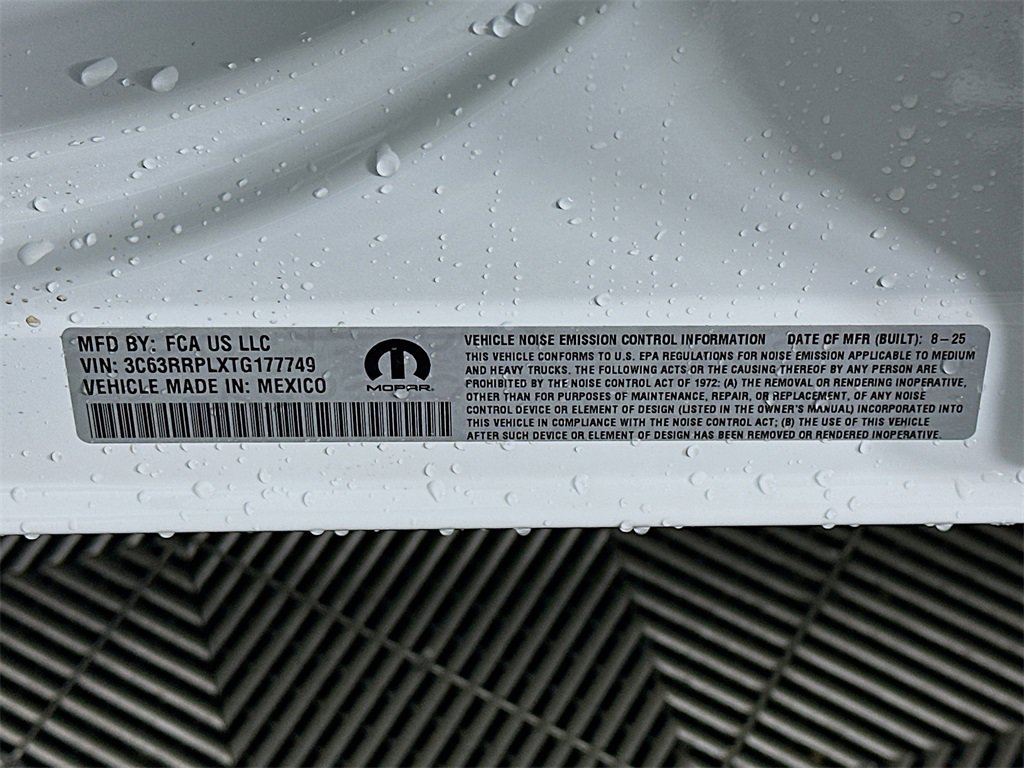 MFD BY: FCA US LLC
VIN: 3C63RRPLXTG177749
VEHICLE MADE IN: MEXICO
MOPAR
VEHICLE NOISE EMISSION CONTROL INFORMATION DATE OF MFR (BUILT): 8-25
THIS VEHICLE CONFORMS TO U.S. EPA REGULATIONS FOR NOISE EMISSION APPLICABLE TO MEDIUM
AND HEAVY TRUCKS. THE FOLLOWING ACTS OR THE CAUSING THEREOF BY ANY PERSON ARE
PROHIBITED BY THE NOISE CONTROL ACT OF 1972: (A) THE REMOVAL OR RENDERING INOPERATIVE,
OTHER THAN FOR PURPOSES OF MAINTENANCE, REPAIR, OR REPLACEMENT, OF ANY NOISE
CONTROL DEVICE OR ELEMENT OF DESIGN (LISTED IN THE OWNER'S MANUAL) INCORPORATED INTO
THIS VEHICLE IN COMPLIANCE WITH THE NOISE CONTROL ACT; (B) THE USE OF THIS VEHICLE
AFTER SUCH DEVICE OR ELEMENT OF DESIGN HAS BEEN REMOVED OR RENDERED INOPERATIVE.